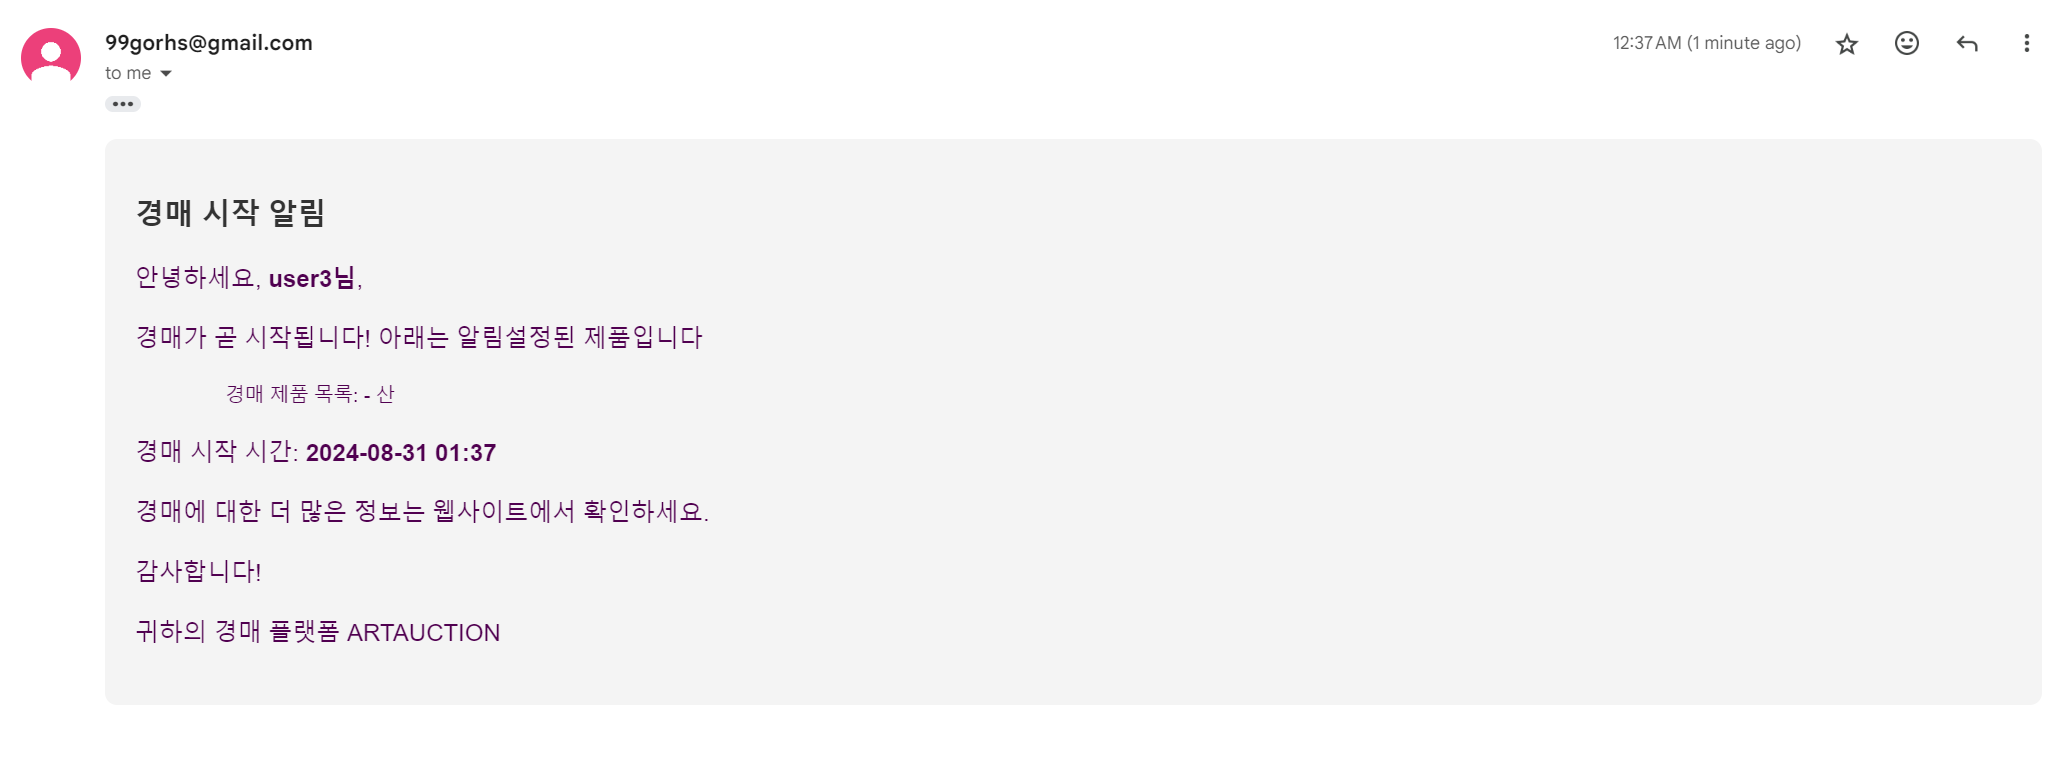 99gorhs@gmail.com
12:37 AM (1 minute ago)
to me
경매 시작 알림
안녕하세요, user3님,
경매가 곧 시작됩니다! 아래는 알림설정된 제품입니다
경매 제품 목록: - 산
경매 시작 시간: 2024-08-31 01:37
경매에 대한 더 많은 정보는 웹사이트에서 확인하세요.
감사합니다!
귀하의 경매 플랫폼 ARTAUCTION